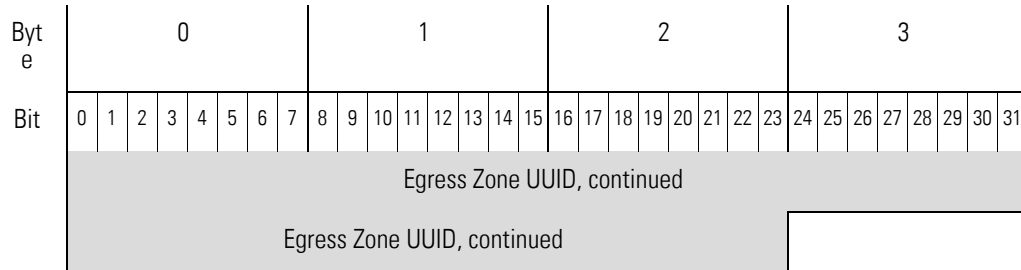 Byt
e 0 1 2 3
Bit 0 1 2 3 4 5 6 7 8 9 10 11 12 13 14 15 16 17 18 19 20 21 22 23 24 25 26 27 28 29 30 31
Egress Zone UUID, continued
Egress Zone UUID, continued